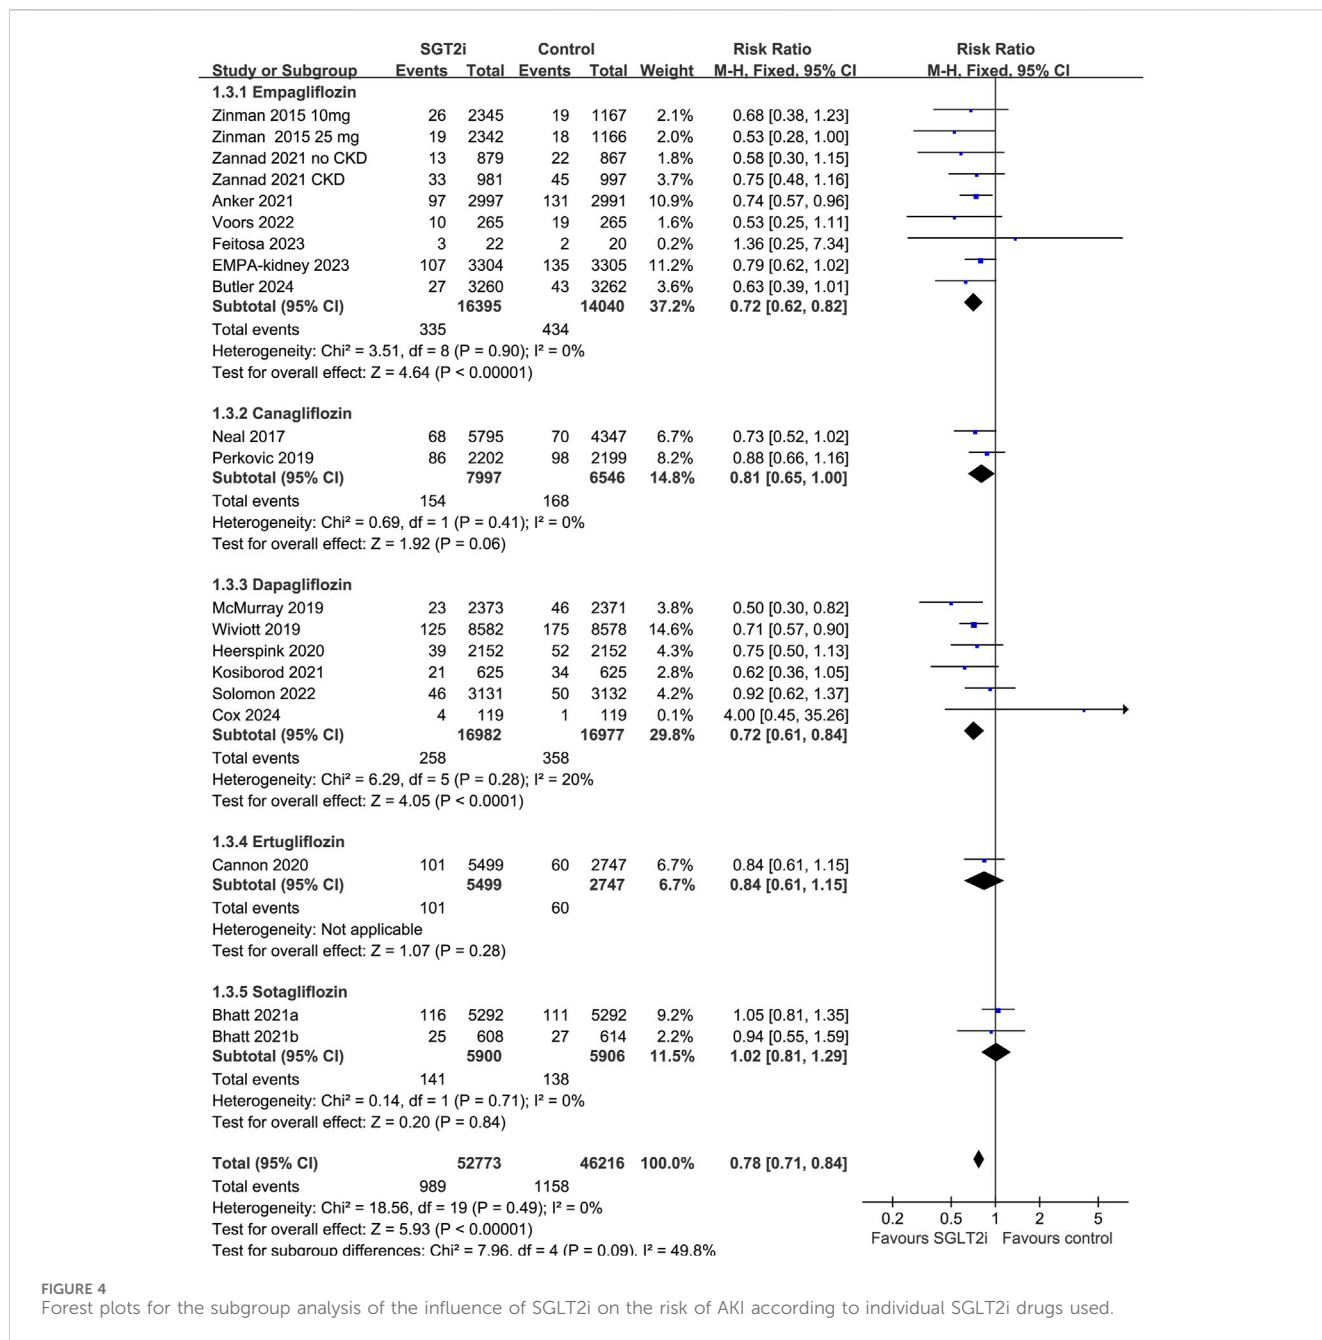 SGT2i Control Risk Ratio Risk Ratio
Study or Subgroup Events Total Events Total Weight M-H, Fixed, 95% CI M-H, Fixed, 95% CI
1.3.1 Empagliflozin
Zinman 2015 10mg 26 2345 19 1167 2.1% 0.68 [0.38, 1.23]
Zinman 2015 25 mg 19 2342 18 1166 2.0% 0.53 [0.28, 1.00]
Zannad 2021 no CKD 13 879 22 867 1.8% 0.58 [0.30, 1.15]
Zannad 2021 CKD 33 981 45 997 3.7% 0.75 [0.48, 1.16]
Anker 2021 97 2997 131 2991 10.9% 0.74 [0.57, 0.96]
Voors 2022 10 265 19 265 1.6% 0.53 [0.25, 1.11]
Feitosa 2023 3 22 2 20 0.2% 1.36 [0.25, 7.34]
EMPA-kidney 2023 107 3304 135 3305 11.2% 0.79 [0.62, 1.02]
Butler 2024 27 3260 43 3262 3.6% 0.63 [0.39, 1.01]
Subtotal (95% CI) 16395 14040 37.2% 0.72 [0.62, 0.82]
Total events 335 434
Heterogeneity: Chi² = 3.51, df = 8 (P = 0.90); I² = 0%
Test for overall effect: Z = 4.64 (P < 0.00001)
1.3.2 Canagliflozin
Neal 2017 68 5795 70 4347 6.7% 0.73 [0.52, 1.02]
Perkovic 2019 86 2202 98 2199 8.2% 0.88 [0.66, 1.16]
Subtotal (95% CI) 7997 6546 14.8% 0.81 [0.65, 1.00]
Total events 154 168
Heterogeneity: Chi² = 0.69, df = 1 (P = 0.41); I² = 0%
Test for overall effect: Z = 1.92 (P = 0.06)
1.3.3 Dapagliflozin
McMurray 2019 23 2373 46 2371 3.8% 0.50 [0.30, 0.82]
Wiviott 2019 125 8582 175 8578 14.6% 0.71 [0.57, 0.90]
Heerspink 2020 39 2152 52 2152 4.3% 0.75 [0.50, 1.13]
Kosiborod 2021 21 625 34 625 2.8% 0.62 [0.36, 1.05]
Solomon 2022 46 3131 50 3132 4.2% 0.92 [0.62, 1.37]
Cox 2024 4 119 1 119 0.1% 4.00 [0.45, 35.26]
Subtotal (95% CI) 16982 16977 29.8% 0.72 [0.61, 0.84]
Total events 258 358
Heterogeneity: Chi² = 6.29, df = 5 (P = 0.28); I² = 20%
Test for overall effect: Z = 4.05 (P < 0.0001)
1.3.4 Ertugliflozin
Cannon 2020 101 5499 60 2747 6.7% 0.84 [0.61, 1.15]
Subtotal (95% CI) 5499 2747 6.7% 0.84 [0.61, 1.15]
Total events 101 60
Heterogeneity: Not applicable
Test for overall effect: Z = 1.07 (P = 0.28)
1.3.5 Sotagliflozin
Bhatt 2021a 116 5292 111 5292 9.2% 1.05 [0.81, 1.35]
Bhatt 2021b 25 608 27 614 2.2% 0.94 [0.55, 1.59]
Subtotal (95% CI) 5900 5906 11.5% 1.02 [0.81, 1.29]
Total events 141 138
Heterogeneity: Chi² = 0.14, df = 1 (P = 0.71); I² = 0%
Test for overall effect: Z = 0.20 (P = 0.84)
Total (95% CI) 52773 46216 100.0% 0.78 [0.71, 0.84]
Total events 989 1158
Heterogeneity: Chi² = 18.56, df = 19 (P = 0.49); I² = 0%
Test for overall effect: Z = 5.93 (P < 0.00001)
Test for subgroup differences: Chi² = 7.96, df = 4 (P = 0.09), I² = 49.8%
0.2 0.5 1 2 5
Favours SGLT2i Favours control
FIGURE 4
Forest plots for the subgroup analysis of the influence of SGLT2i on the risk of AKI according to individual SGLT2i drugs used.